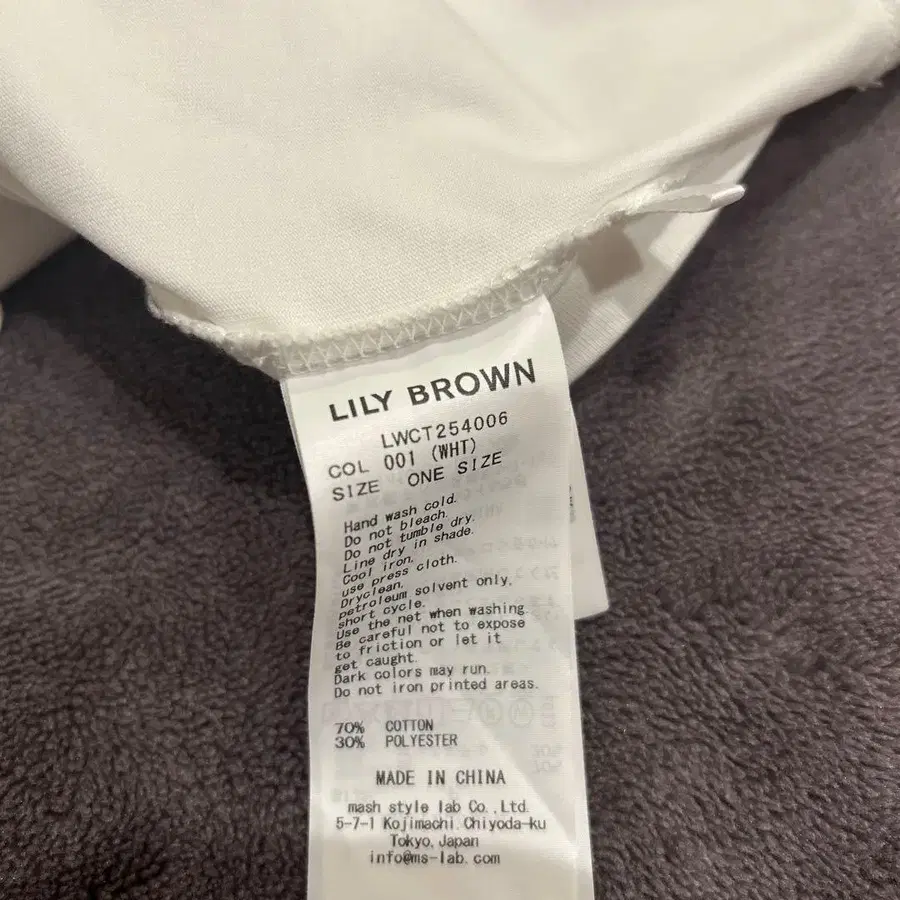 LILY BROWN
LWCT254006
COL 001 (WHT)
SIZE ONE SIZE
Hand wash cold.
Do not bleach.
Do not tumble dry.
Line dry in shade.
Cool iron.
use press cloth.
Dryclean.
petroleum solvent only,
short cycle.
Use the net when washing
Be careful not to expose
to friction or let it
get caught.
Dark colors may run.
Do not iron printed areas.
70% COTTON
30% POLYESTER
MADE IN CHINA
mash style lab Co.,Ltd.
5-7-1 Kojimachi.Chiyoda-ku
Tokyo,Japan
info@ms-lab.com